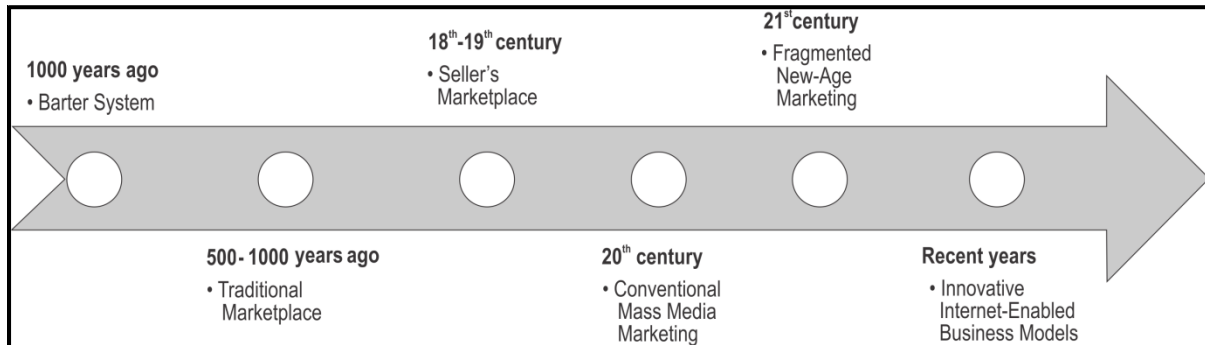 1000 years ago
• Barter System
500-1000 years ago
• Traditional
Marketplace
18th-19th century
• Seller's
Marketplace
20th century
• Conventional
Mass Media
Marketing
21st century
• Fragmented
New-Age
Marketing
Recent years
• Innovative
Internet-Enabled
Business Models